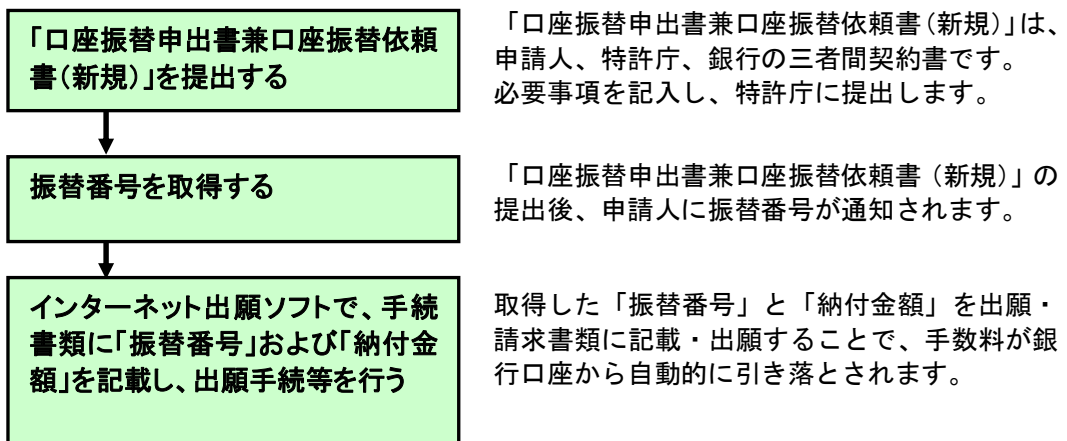 「口座振替申出書兼口座振替依頼
書（新規）」を提出する
「口座振替申出書兼口座振替依頼書（新規）」は、
申請人、特許庁、銀行の三者間契約書です。
必要事項を記入し、特許庁に提出します。
振替番号を取得する
「口座振替申出書兼口座振替依頼書（新規）」の
提出後、申請人に振替番号が通知されます。
インターネット出願ソフトで、手続
書類に「振替番号」および「納付金
額」を記載し、出願手続等を行う
取得した「振替番号」と「納付金額」を出願・
請求書類に記載・出願することで、手数料が銀
行口座から自動的に引き落とされます。